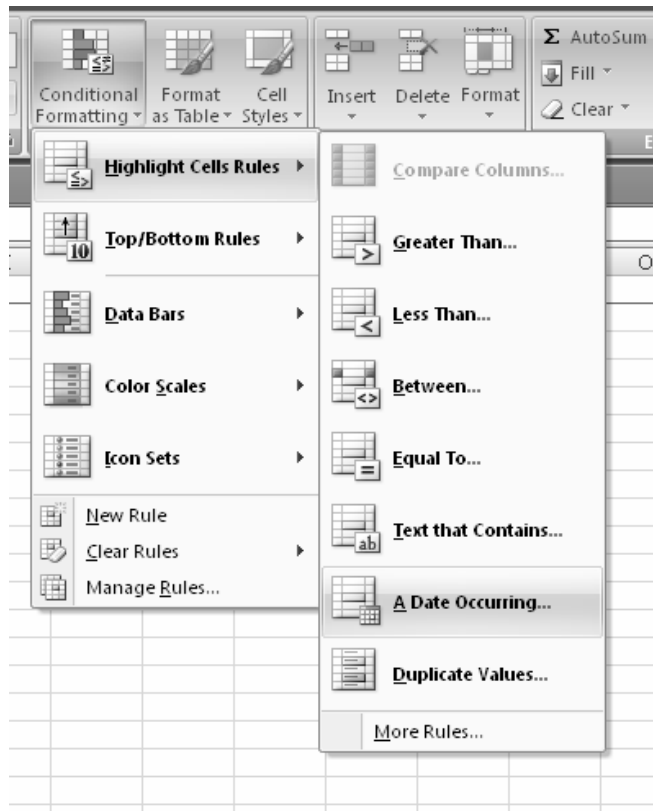 Σ AutoSum
Conditional Format Cell Insert Delete Format Fill
Formatting as Table Styles Clear
Highlight Cells Rules
Top/Bottom Rules
Data Bars
Color Scales
Icon Sets
New Rule
Clear Rules
Manage Rules...
Compare Columns...
Greater Than...
Less Than...
Between...
Equal To...
Text that Contains...
A Date Occurring...
Duplicate Values...
More Rules...
10
ab
O